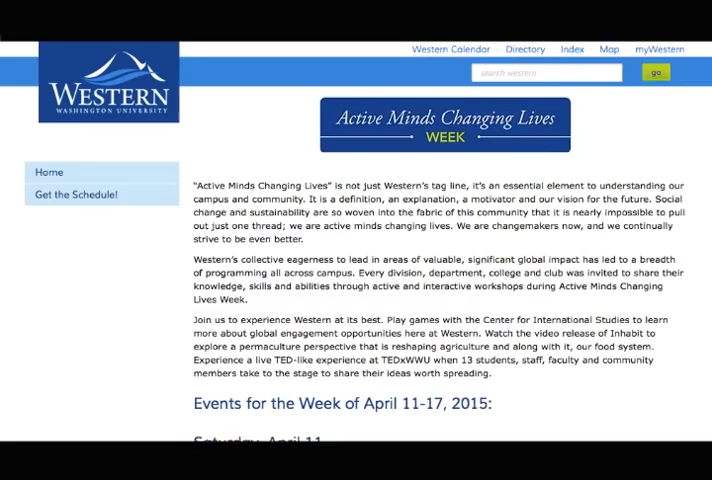 Western Calendar Directory Index Map myWestern
search western go
WESTERN
WASHINGTON UNIVERSITY
Active Minds Changing Lives
WEEK
Home
Get the Schedule!
“Active Minds Changing Lives” is not just Western’s tag line, it’s an essential element to understanding our
campus and community. It is a definition, an explanation, a motivator and our vision for the future. Social
change and sustainability are so woven into the fabric of this community that it is nearly impossible to pull
out just one thread; we are active minds changing lives. We are changemakers now, and we continually
strive to be even better.
Western’s collective eagerness to lead in areas of valuable, significant global impact has led to a breadth
of programming all across campus. Every division, department, college and club was invited to share their
knowledge, skills and abilities through active and interactive workshops during Active Minds Changing
Lives Week.
Join us to experience Western at its best. Play games with the Center for International Studies to learn
more about global engagement opportunities here at Western. Watch the video release of Inhabit to
explore a permaculture perspective that is reshaping agriculture and along with it, our food system.
Experience a live TED-like experience at TEDxWWU when 13 students, staff, faculty and community
members take to the stage to share their ideas worth spreading.
Events for the Week of April 11-17, 2015:
Saturday, April 11